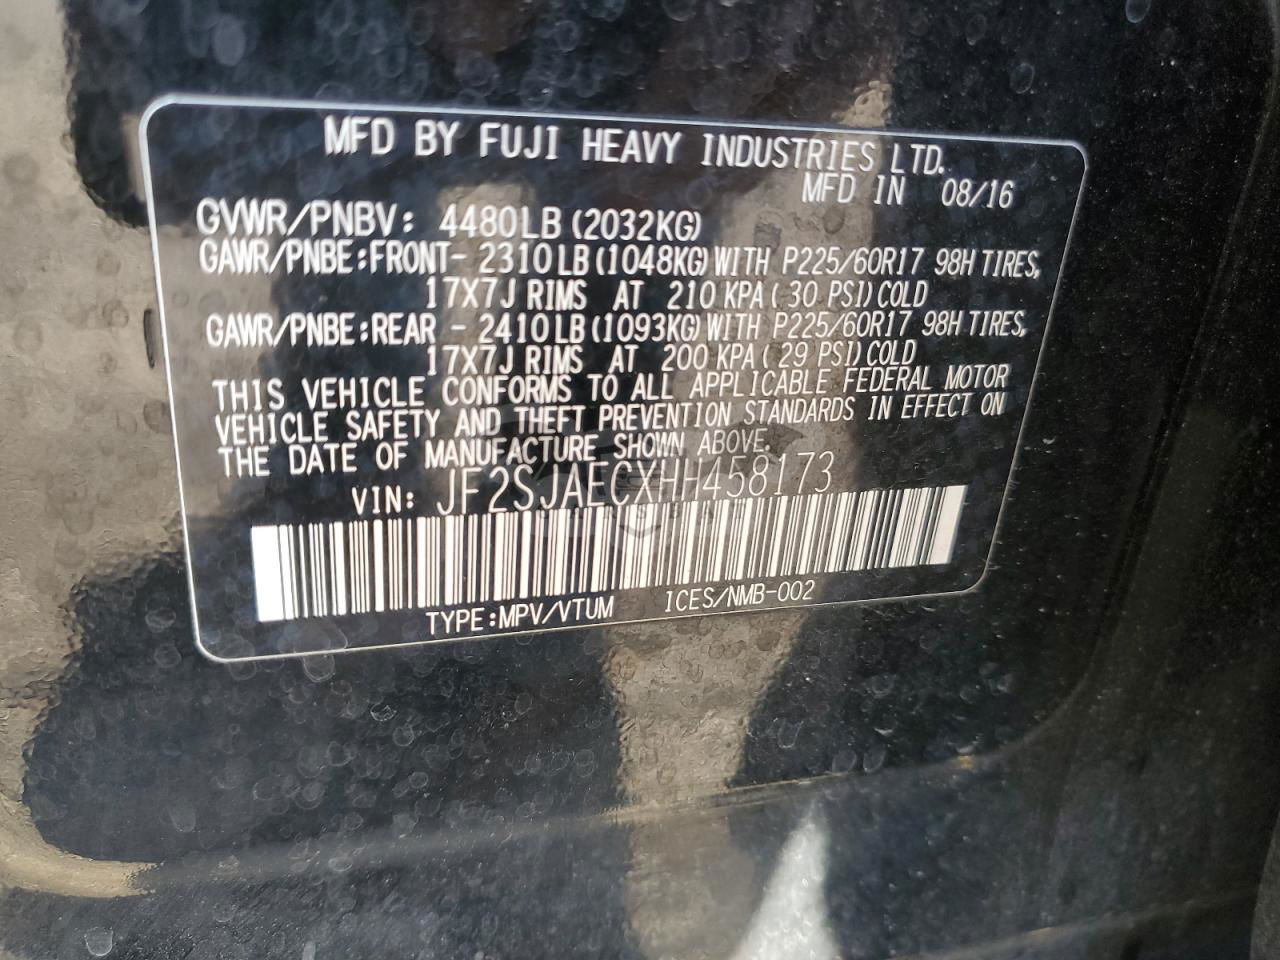 MFD BY FUJI HEAVY INDUSTRIES LTD.
MFD IN 08/16
GVWR/PNBV: 4480LB (2032KG)
GAWR/PNBE:FRONT- 2310LB (1048KG) WITH P225/60R17 98H TIRES,
17X7J RIMS AT 210 KPA ( 30 PSI) COLD
GAWR/PNBE:REAR - 2410LB (1093KG) WITH P225/60R17 98H TIRES,
17X7J RIMS AT 200 KPA ( 29 PSI) COLD
THIS VEHICLE CONFORMS TO ALL APPLICABLE FEDERAL MOTOR
VEHICLE SAFETY AND THEFT PREVENTION STANDARDS IN EFFECT ON
THE DATE OF MANUFACTURE SHOWN ABOVE.
VIN: JF2SJAECXHH458173
TYPE:MPV/VTUM ICES/NMB-002